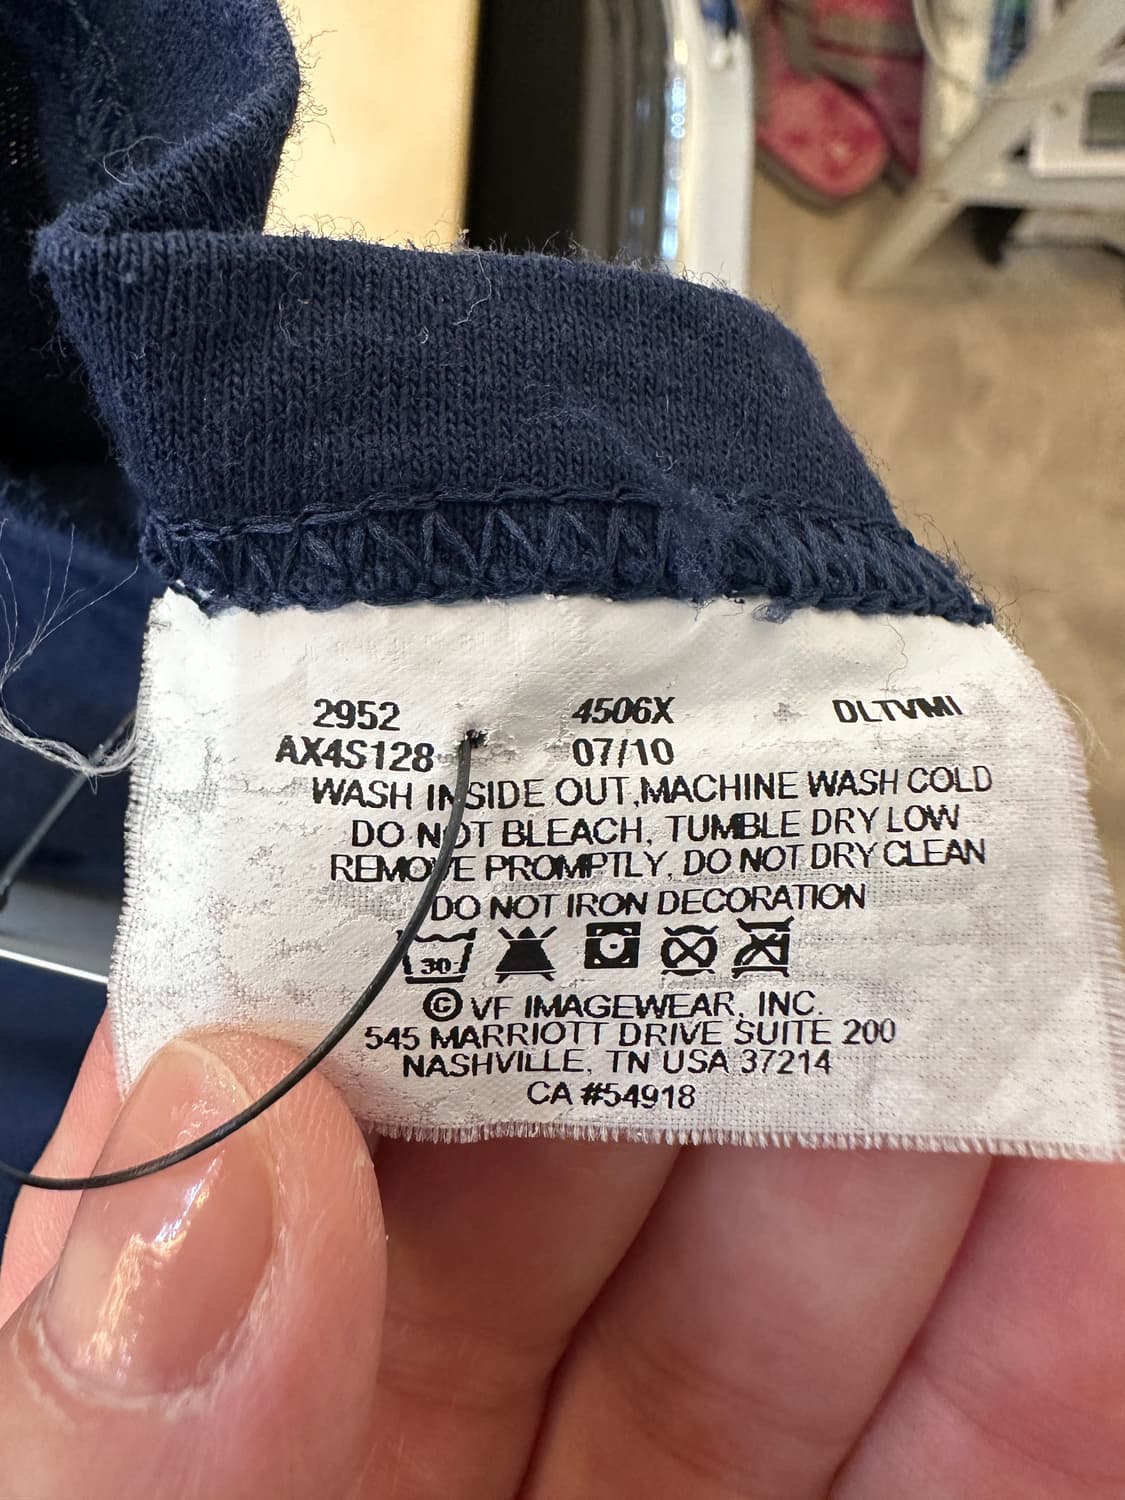 2952 4506X DLTVMI
AX4S128 07/10
WASH INSIDE OUT,MACHINE WASH COLD
DO NOT BLEACH, TUMBLE DRY LOW
REMOVE PROMPTLY, DO NOT DRY CLEAN
DO NOT IRON DECORATION
30
© VF IMAGEWEAR, INC.
545 MARRIOTT DRIVE SUITE 200
NASHVILLE, TN USA 37214
CA #54918